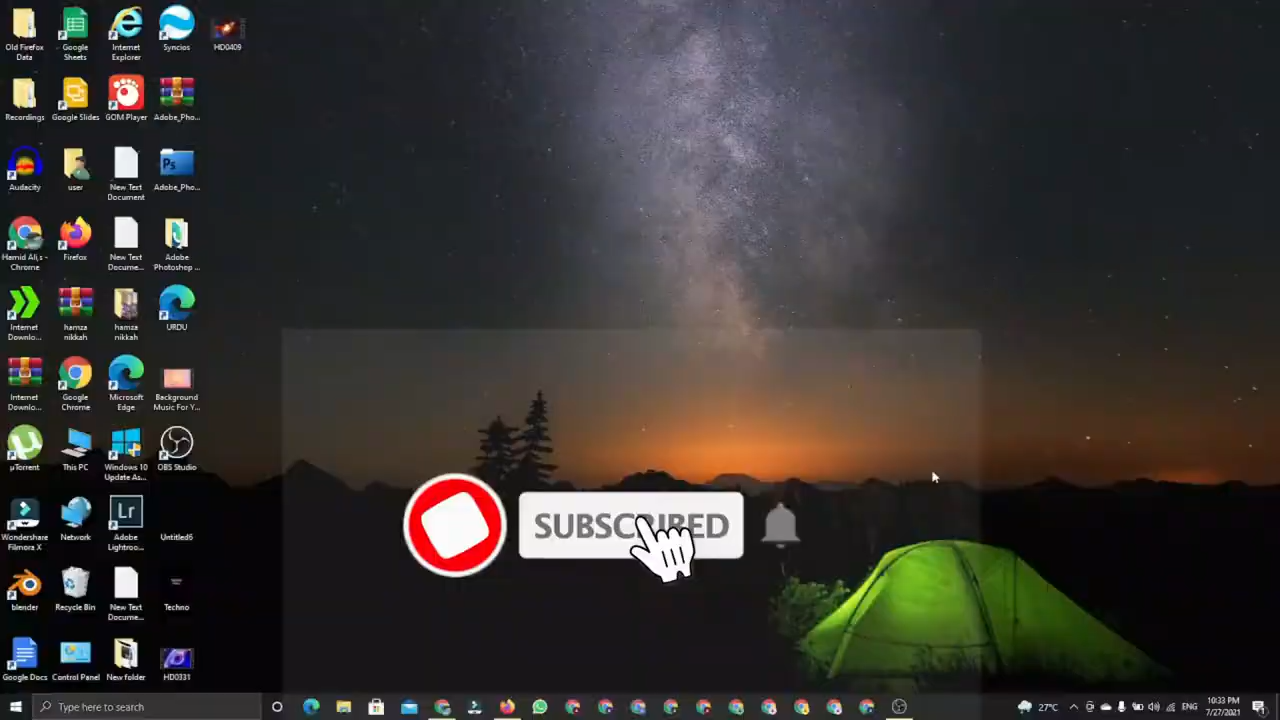 Old Firefox
Data
Google
Sheets
Internet
Explorer
Syncios
HD0409
Recordings
Google Slides
GOM Player
Adobe_Pho...
Audacity
user
New Text
Document
Ps
Adobe_Pho...
Hamid Ali,s -
Chrome
Firefox
New Text
Docume...
Adobe
Photoshop ...
Internet
Downlo...
hamza
nikkah
hamza
nikkah
URDU
Internet
Downlo...
Google
Chrome
Microsoft
Edge
Background
Music For Y...
µTorrent
This PC
Windows 10
Update As...
OBS Studio
Wondershare
Filmora X
Network
Lr
Adobe
Lightroo...
Untitled6
SUBSCRIBED
blender
Recycle Bin
New Text
Docume...
Techno
Google Docs
Control Panel
New folder
HD0331
Type here to search
27°C
10:33 PM
7/27/2021